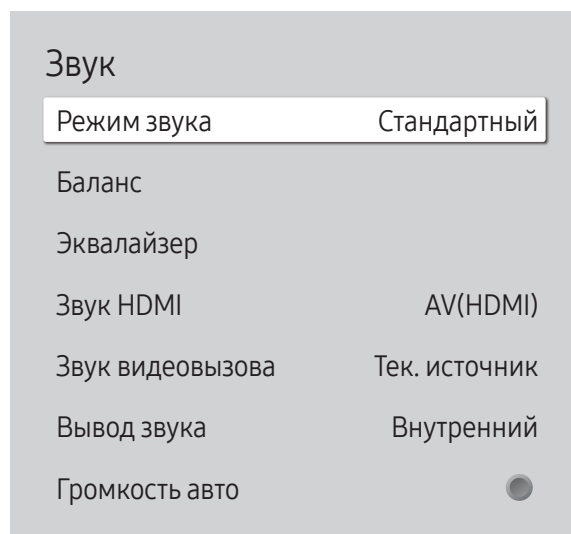 Звук
Режим звука Стандартный
Баланс
Эквалайзер
Звук HDMI AV(HDMI)
Звук видеовызова Тек. источник
Вывод звука Внутренний
Громкость авто